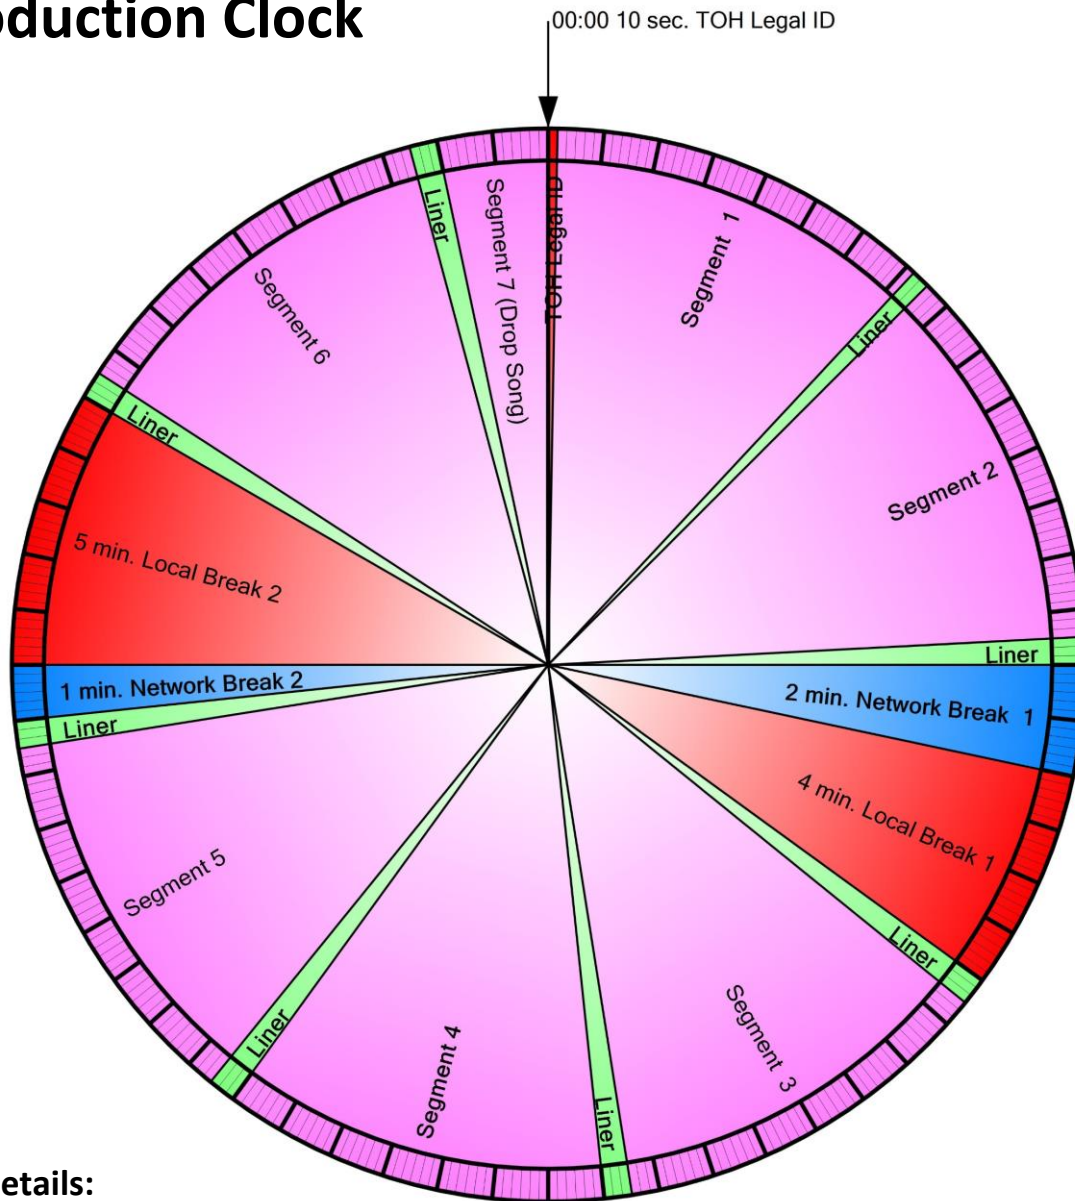 oduction Clock
00:00 10 sec. TOH Legal ID
TOH Legal ID
Segment 1
Liner
Segment 2
Liner
2 min. Network Break 1
4 min. Local Break 1
Liner
Segment 3
Liner
Segment 4
Liner
Segment 5
Liner
1 min. Network Break 2
5 min. Local Break 2
Liner
Segment 6
Liner
Segment 7 (Drop Song)
etails: